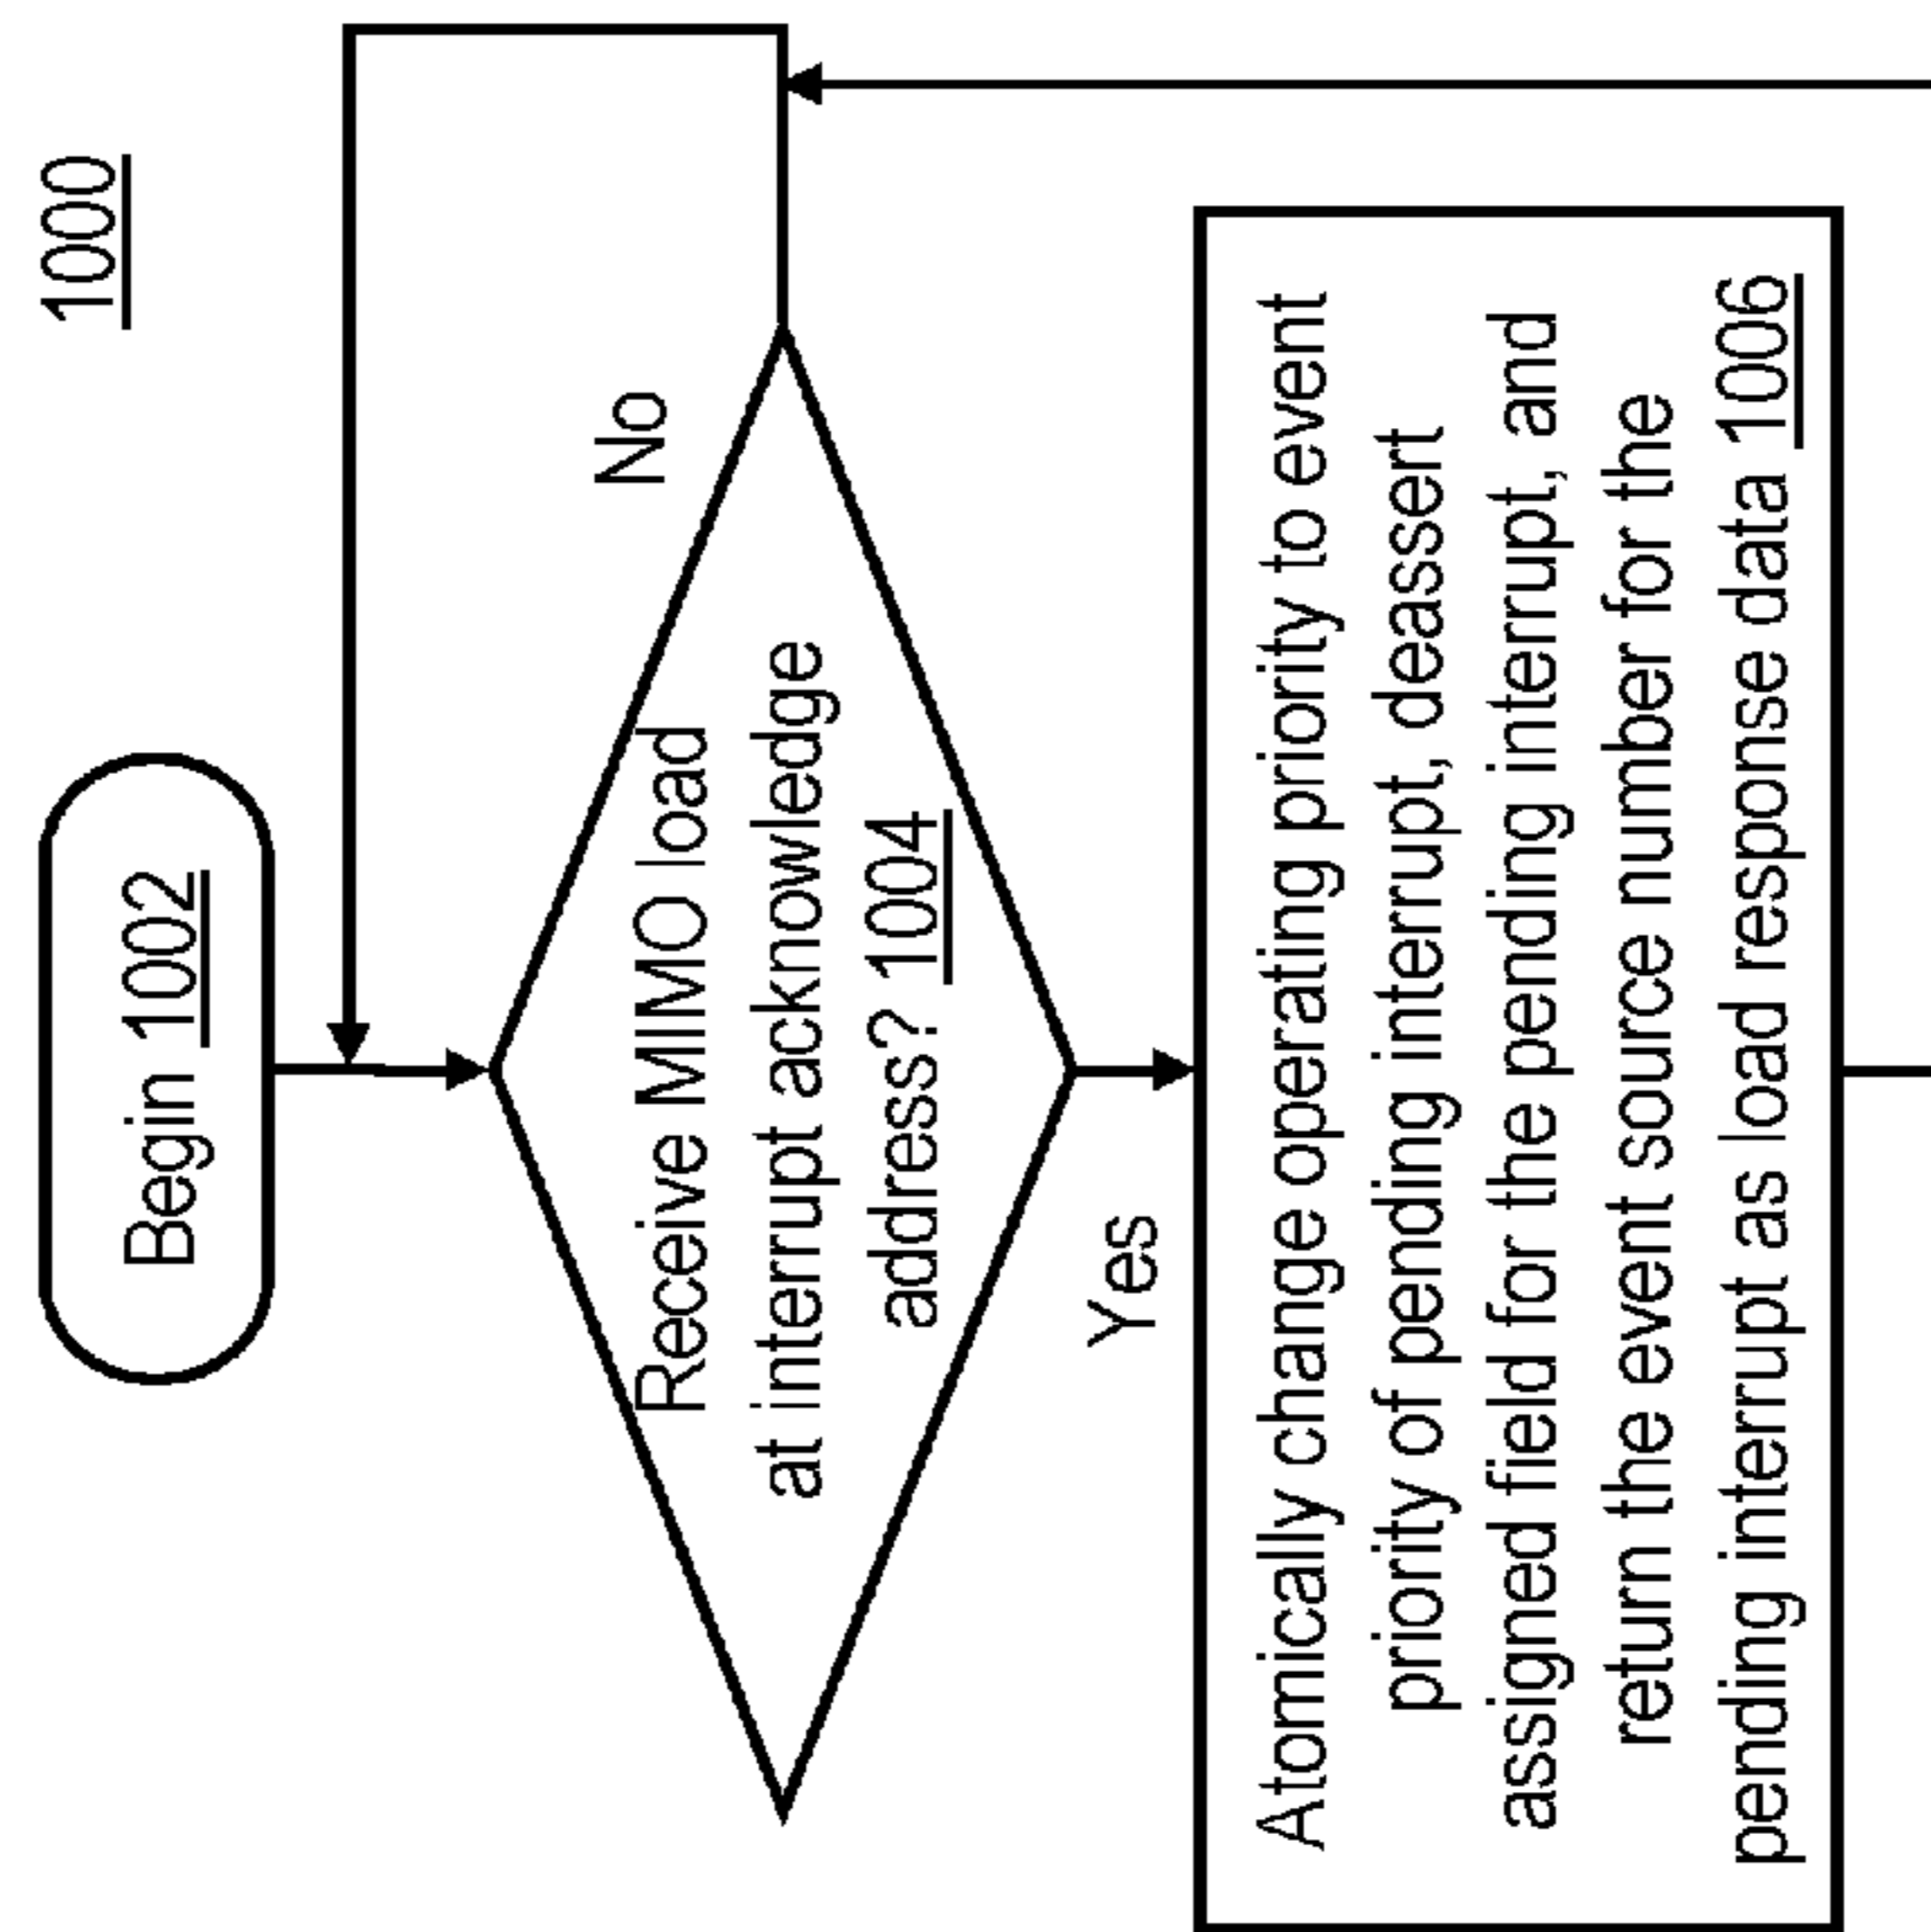 1000
Begin 1002
Receive MIMO load
at interrupt acknowledge
address? 1004
No
Yes
Atomically change operating priority to event
priority of pending interrupt, deassert
assigned field for the pending interrupt, and
return the event source number for the
pending interrupt as load response data 1006